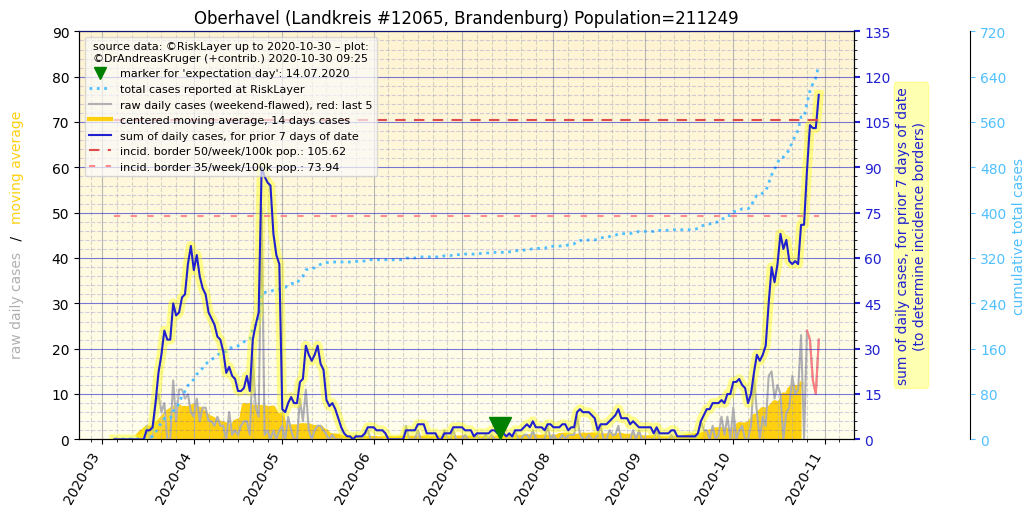 Oberhavel (Landkreis #12065, Brandenburg) Population=211249
source data: ©RiskLayer up to 2020-10-30 – plot:
©DrAndreasKruger (+contrib.) 2020-10-30 09:25
marker for 'expectation day': 14.07.2020
total cases reported at RiskLayer
raw daily cases (weekend-flawed), red: last 5
centered moving average, 14 days cases
sum of daily cases, for prior 7 days of date
incid. border 50/week/100k pop.: 105.62
incid. border 35/week/100k pop.: 73.94
raw daily cases / moving average
90
80
70
60
50
40
30
20
10
0
135
120
105
90
75
60
45
30
15
0
sum of daily cases, for prior 7 days of date
(to determine incidence borders)
720
640
560
480
400
320
240
160
80
0
cumulative total cases
2020-03
2020-04
2020-05
2020-06
2020-07
2020-08
2020-09
2020-10
2020-11